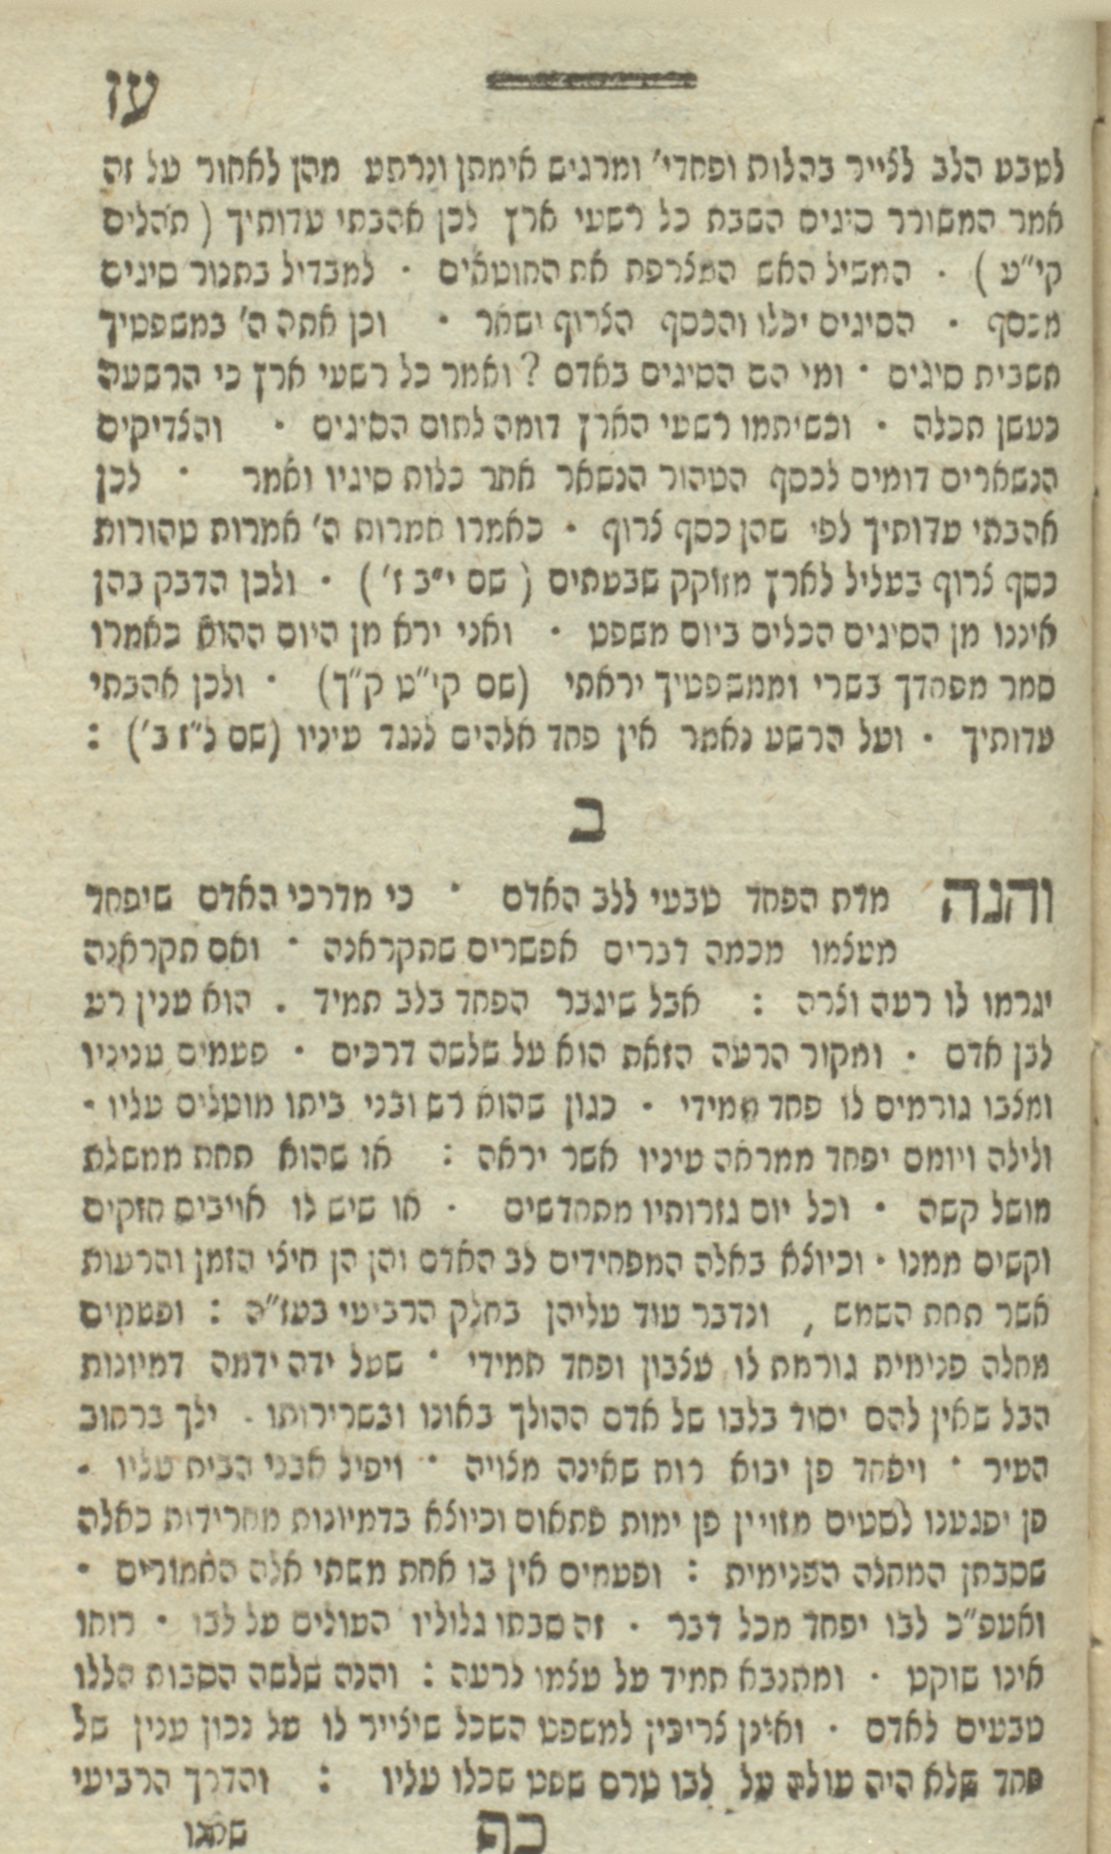 עז
לטבע הלב לצייר בהלות ופחדי' ומרגיש אימתן ונרתע מהן לאחור על זה
אמר המשורר סיגים השבת כל רשעי ארץ לכן אהבתי עדותיך ( תהלים
קי"ט ) · המשיל האש המצרפת את החוטאים · למבדיל בתנור סיגים
מכסף · הסיגים יכלו והכסף הצרוף ישאר · וכן אתה ה' במשפטיך
תשבית סיגים · ומי הם הסיגים באדם ? ואמר כל רשעי ארץ כי הרשעה
כעשן תכלה · וכשיתמו רשעי הארץ דומה לתום הסיגים · והצדיקים
הנשארים דומים לכסף הטהור הנשאר אחר כלות סיגיו ואמר · לכן
אהבתי עדותיך לפי שהן כסף צרוף · כאמרו אמרות ה' אמרות טהורות
כסף צרוף בעליל לארץ מזוקק שבעתים ( שם י"ב ז' ) · ולכן הדבק בהן
איננו מן הסיגים הכלים ביום משפט · ואני ירא מן היום ההוא כאמרו
סמר מפחדך בשרי וממשפטיך יראתי (שם קי"ט ק"ך) · ולכן אהבתי
עדותיך · ועל הרשע נאמר אין פחד אלהים לנגד עיניו (שם ל"ז ב') :
ב
והנה מדת הפחד טבעי ללב האדם · כי מדרכי האדם שיפחד
מעצמו מכמה דברים אפשרים שתקראנה · ואם תקראנה
יגרמו לו רעה וצרה : אבל שיגבר הפחד בלב תמיד . הוא ענין רע
לבן אדם · ומקור הרעה הזאת הוא על שלשה דרכים · פעמים עניניו
ומצבו גורמים לו פחד תמידי · כגון שהוא רש ובני ביתו מוטלים עליו ·
ולילה ויומם יפחד ממראה עיניו אשר יראה : או שהוא תחת ממשלת
מושל קשה · וכל יום גזרותיו מתחדשים · או שיש לו אויבים חזקים
וקשים ממנו · וכיוצא באלה המפחידים לב האדם והן הן חיצי הזמן והרעות
אשר תחת השמש , ונדבר עוד עליהן בחלק הרביעי בעז"ה : ופעמים
מחלה פנימית גורמת לו עצבון ופחד תמידי · שעל ידה ידמה דמיונות
הבל שאין להם יסוד בלבו של אדם ההולך באונו ובשרירותו . ילך ברחוב
העיר · ויפחד פן יבוא רוח שאינה מצויה · ויפיל אבני הבית עליו ·
פן יפגענו לסטים מזויין פן ימות פתאום וכיוצא בדמיונות מחרידות כאלה
שסבתן המחלה הפנימית : ופעמים אין בו אחת משתי אלה האמורים ·
ואעפ"כ לבו יפחד מכל דבר · זה סבתו גלוליו העולים על לבו · רוחו
אינו שוקט · ומתנבא תמיד על עצמו לרעה : והנה שלשה הסבות הללו
טבעים לאדם · ואינן צריכין למשפט השכל שיצייר לו על נכון ענין של
פחד שלא היה עולה על לבו טרם שפט שכלו עליו : והדרך הרביעי
כף שאנו